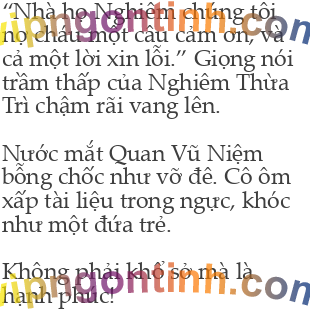 “Nhà họ Nghiêm chúng tôi
nợ cháu một câu cảm ơn, và
cả một lời xin lỗi.” Giọng nói
trầm thấp của Nghiêm Thừa
Trì chậm rãi vang lên.
Nước mắt Quan Vũ Niệm
bỗng chốc như vỡ đê. Cô ôm
xấp tài liệu trong ngực, khóc
như một đứa trẻ.
Không phải khổ sở mà là
hạnh phúc!